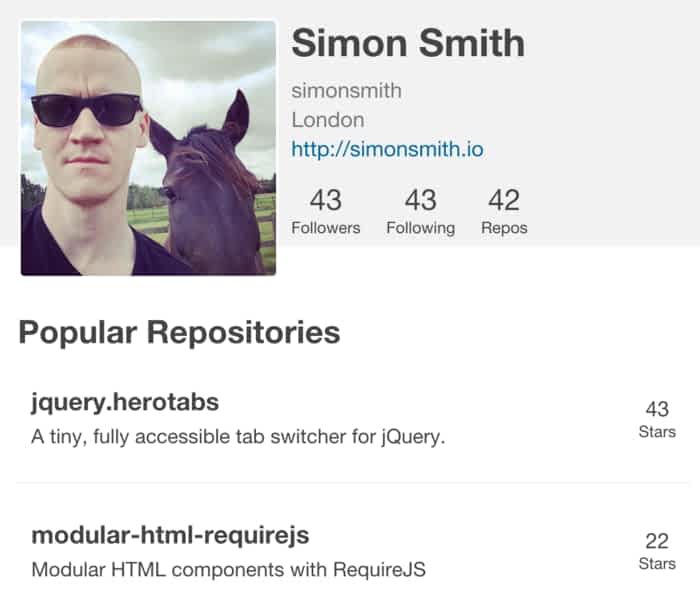 Simon Smith
simonsmith
London
http://simonsmith.io
43 43 42
Followers Following Repos
Popular Repositories
jquery.herotabs
A tiny, fully accessible tab switcher for jQuery.
43
Stars
modular-html-requirejs
Modular HTML components with RequireJS
22
Stars